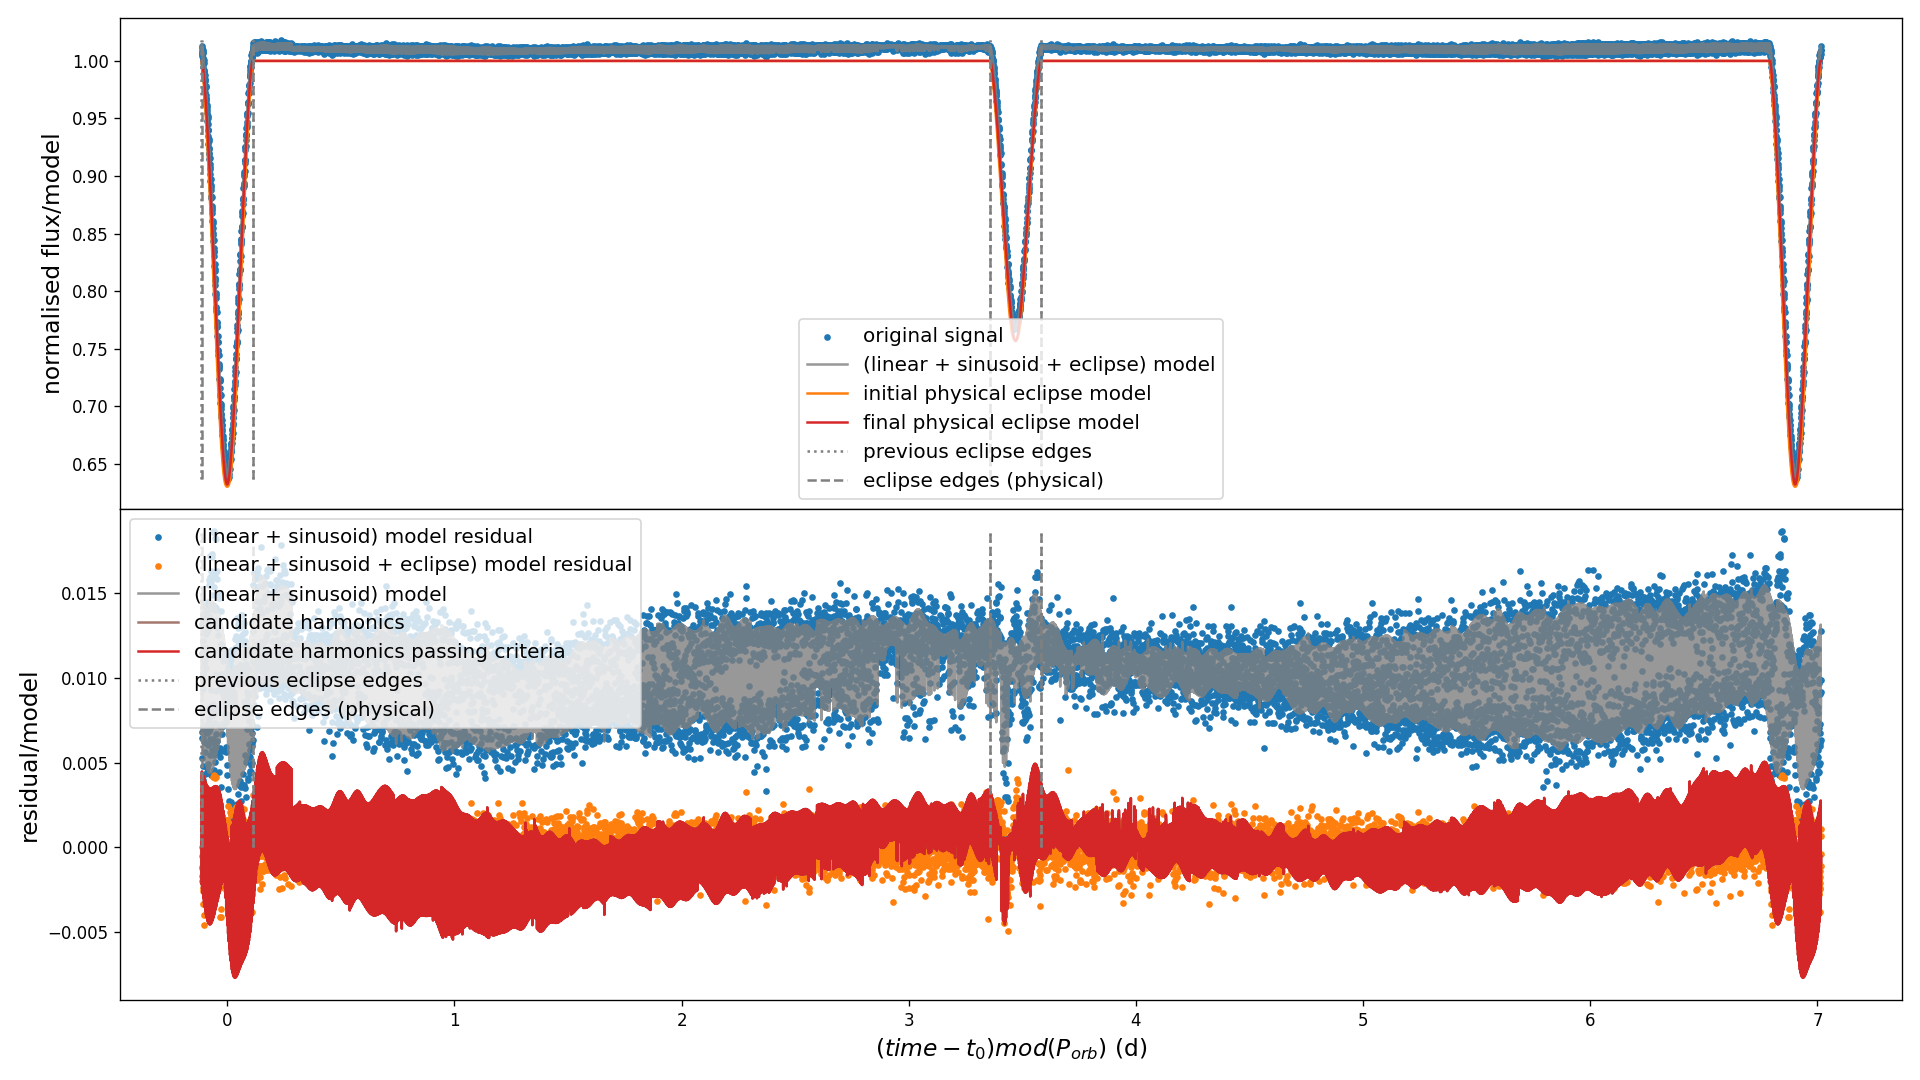 normalised flux/model
1.00
0.95
0.90
0.85
0.80
0.75
0.70
0.65
original signal
(linear + sinusoid + eclipse) model
initial physical eclipse model
final physical eclipse model
previous eclipse edges
eclipse edges (physical)
residual/model
0.015
0.010
0.005
0.000
−0.005
(linear + sinusoid) model residual
(linear + sinusoid + eclipse) model residual
(linear + sinusoid) model
candidate harmonics
candidate harmonics passing criteria
previous eclipse edges
eclipse edges (physical)
0 1 2 3 4 5 6 7
(time − t₀)mod(P_orb) (d)